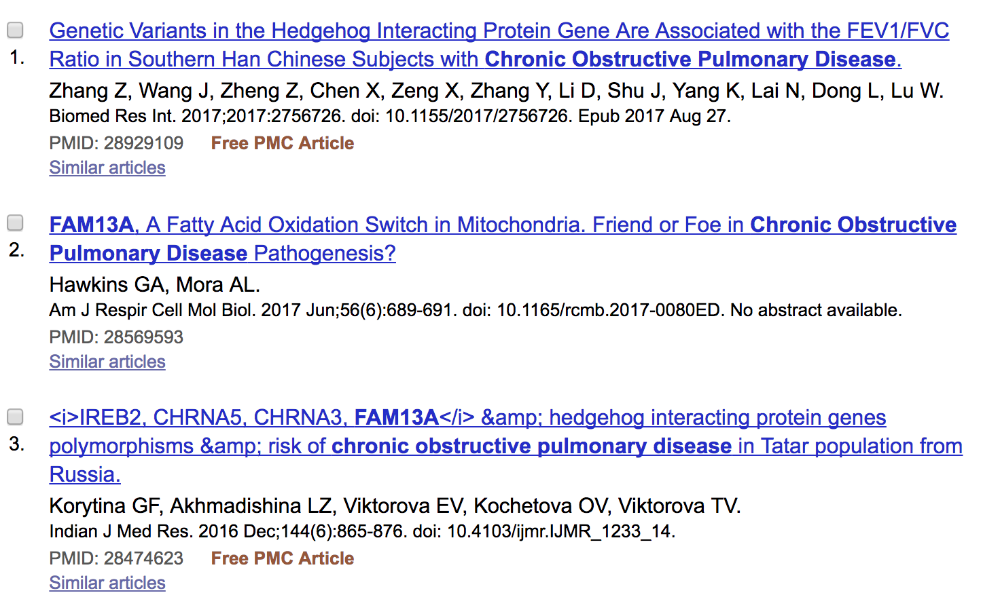 Genetic Variants in the Hedgehog Interacting Protein Gene Are Associated with the FEV1/FVC
1. Ratio in Southern Han Chinese Subjects with Chronic Obstructive Pulmonary Disease.
Zhang Z, Wang J, Zheng Z, Chen X, Zeng X, Zhang Y, Li D, Shu J, Yang K, Lai N, Dong L, Lu W.
Biomed Res Int. 2017;2017:2756726. doi: 10.1155/2017/2756726. Epub 2017 Aug 27.
PMID: 28929109 Free PMC Article
Similar articles
FAM13A, A Fatty Acid Oxidation Switch in Mitochondria. Friend or Foe in Chronic Obstructive
2. Pulmonary Disease Pathogenesis?
Hawkins GA, Mora AL.
Am J Respir Cell Mol Biol. 2017 Jun;56(6):689-691. doi: 10.1165/rcmb.2017-0080ED. No abstract available.
PMID: 28569593
Similar articles
<i>IREB2, CHRNA5, CHRNA3, FAM13A</i> &amp; hedgehog interacting protein genes
3. polymorphisms &amp; risk of chronic obstructive pulmonary disease in Tatar population from
Russia.
Korytina GF, Akhmadishina LZ, Viktorova EV, Kochetova OV, Viktorova TV.
Indian J Med Res. 2016 Dec;144(6):865-876. doi: 10.4103/ijmr.IJMR_1233_14.
PMID: 28474623 Free PMC Article
Similar articles